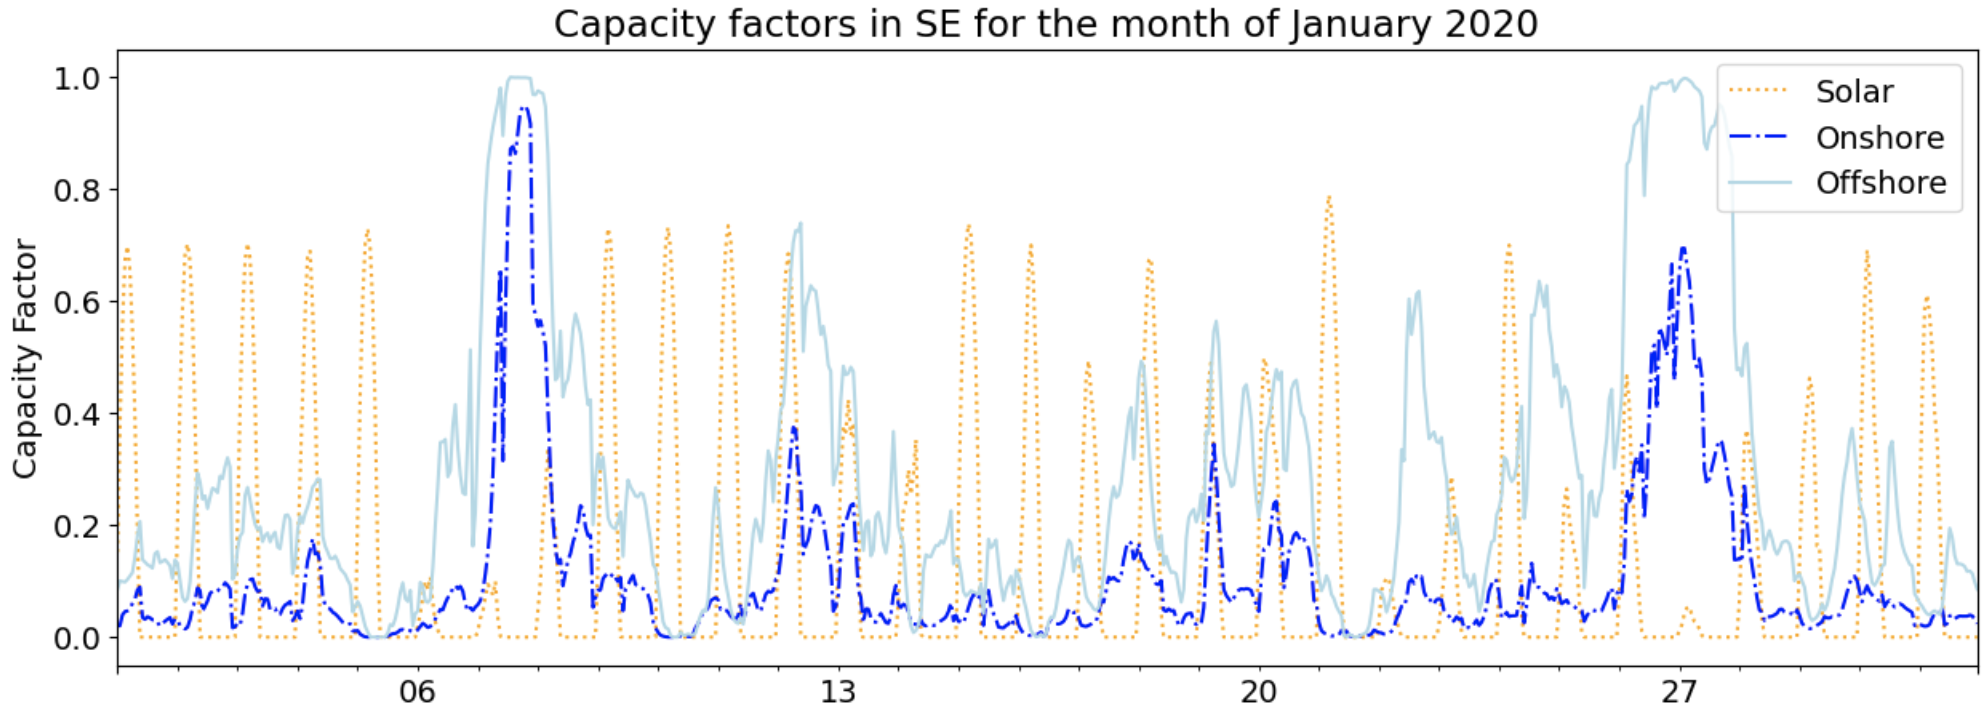 Capacity factors in SE for the month of January 2020
Capacity Factor
1.0
0.8
0.6
0.4
0.2
0.0
Solar
Onshore
Offshore
06
13
20
27